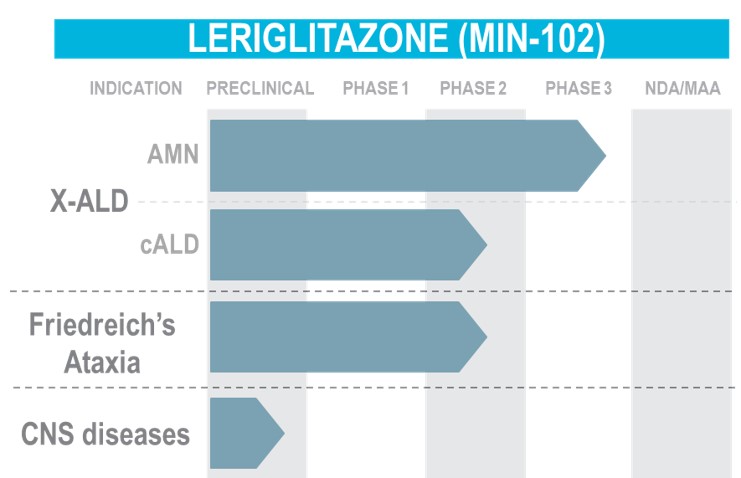 LERIGLITAZONE (MIN-102)
INDICATION PRECLINICAL PHASE 1 PHASE 2 PHASE 3 NDA/MAA
AMN
X-ALD
cALD
Friedreich's
Ataxia
CNS diseases